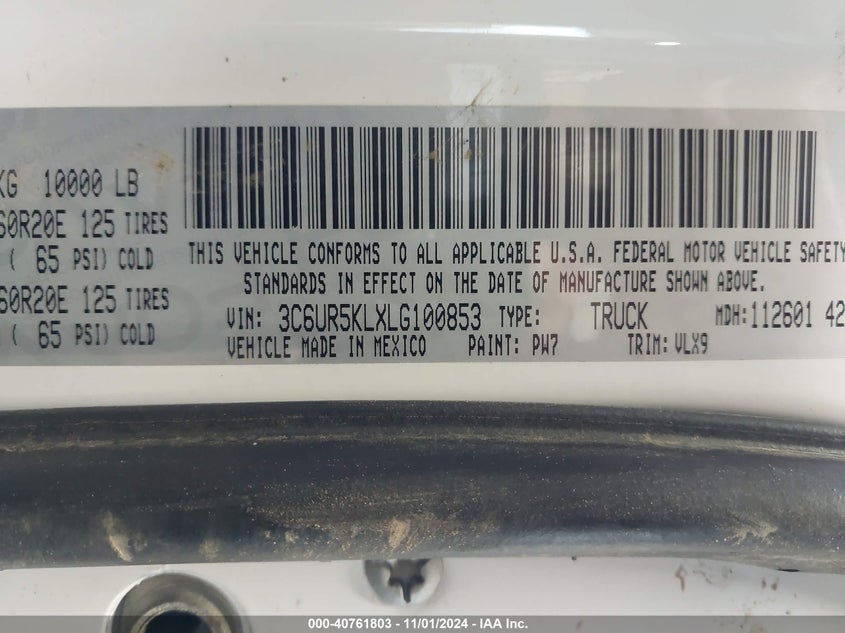 KG 10000 LB
60R20E 125 TIRES
( 65 PSI) COLD
60R20E 125 TIRES
( 65 PSI) COLD
THIS VEHICLE CONFORMS TO ALL APPLICABLE U.S.A. FEDERAL MOTOR VEHICLE SAFETY
STANDARDS IN EFFECT ON THE DATE OF MANUFACTURE SHOWN ABOVE.
VIN: 3C6UR5KLXLG100853 TYPE: TRUCK MDH:112601 42
VEHICLE MADE IN MEXICO PAINT: PW7 TRIM: VLX9
000-40761803 - 11/01/2024 - IAA Inc.